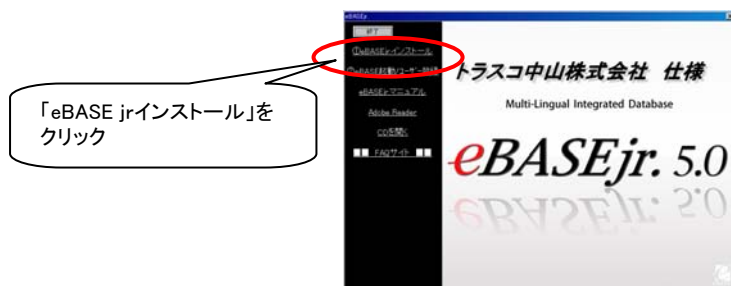 eBASEjr.
終了
①eBASEjrインストール
②eBASE起動/ユーザー登録
eBASEjrマニュアル
Adobe Reader
CDを開く
■■ FAQサイト ■■
「eBASE jrインストール」を
クリック
トラスコ中山株式会社 仕様
Multi-Lingual Integrated Database
eBASEjr. 5.0